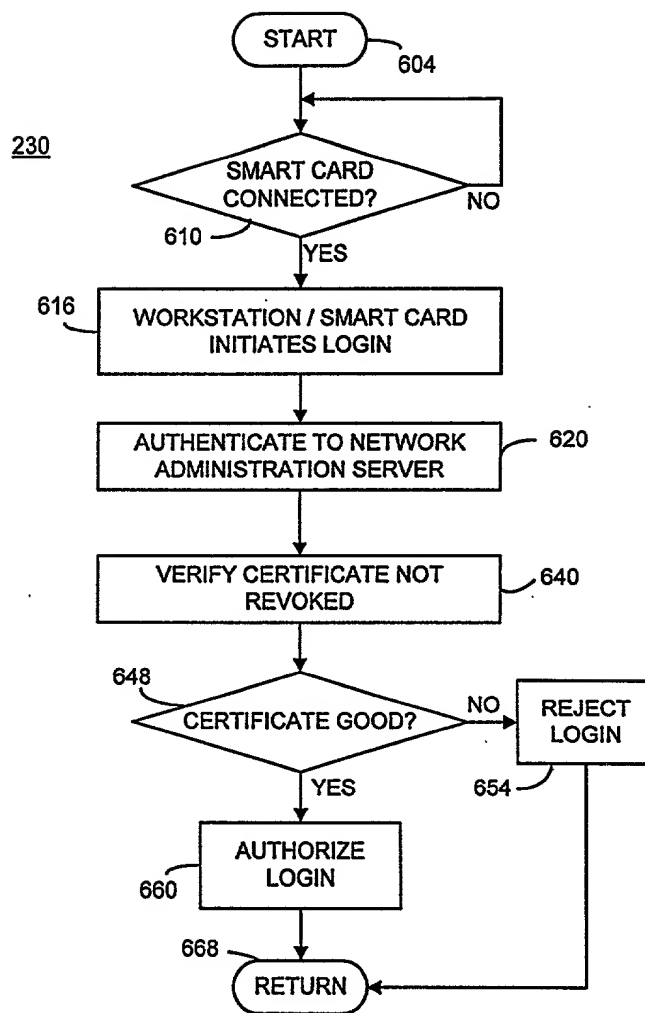 START
604
230
SMART CARD
CONNECTED?
NO
610
YES
616
WORKSTATION / SMART CARD
INITIATES LOGIN
AUTHENTICATE TO NETWORK
ADMINISTRATION SERVER
620
VERIFY CERTIFICATE NOT
REVOKED
640
648
CERTIFICATE GOOD?
NO
REJECT
LOGIN
654
YES
AUTHORIZE
LOGIN
660
668
RETURN